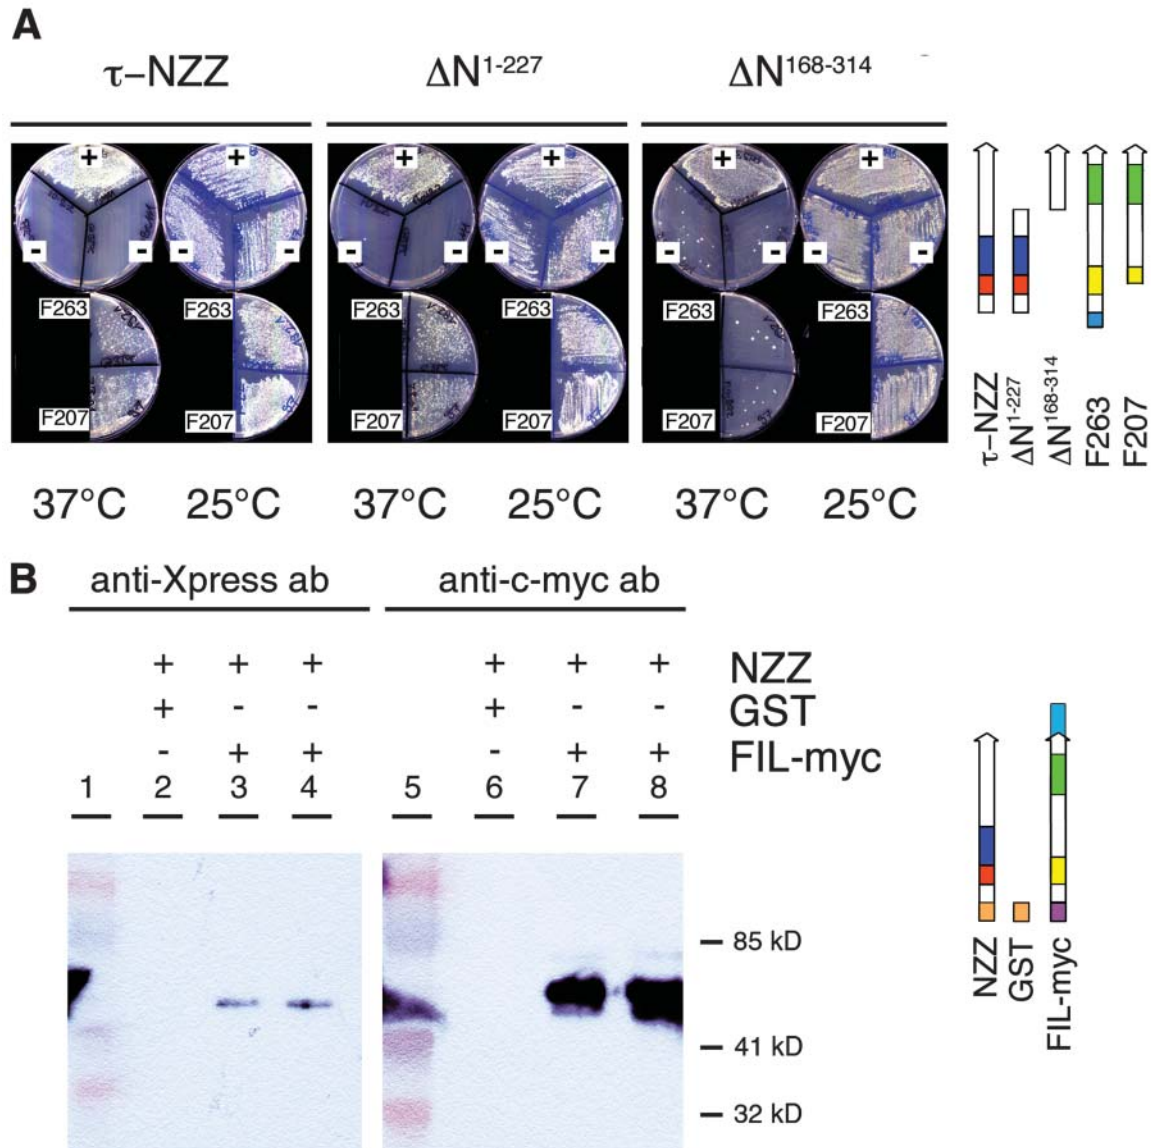 A
τ–NZZ
ΔN1-227
ΔN168-314
+
+
+
+
+
+
-
-
-
-
-
-
-
-
-
-
-
-
F263
F263
F263
F263
F263
F263
F207
F207
F207
F207
F207
F207
τ–NZZ
ΔN1-227
ΔN168-314
F263
F207
37°C
25°C
37°C
25°C
37°C
25°C
B
anti-Xpress ab
anti-c-myc ab
+ + + + + + NZZ
+ - - + - - GST
- + + - + + FIL-myc
1 2 3 4 5 6 7 8
85 kD
41 kD
32 kD
NZZ
GST
FIL-myc